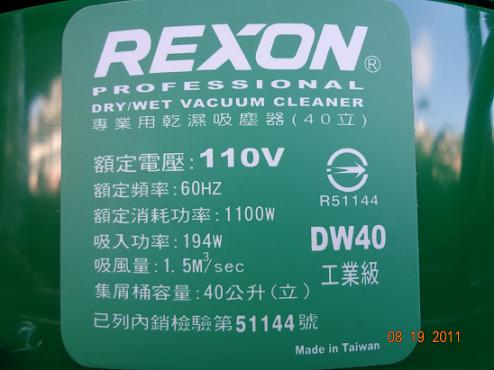 REXON®
PROFESSIONAL
DRY/WET VACUUM CLEANER
專業用乾濕吸塵器(40立)
額定電壓:110V
額定頻率:60HZ
R51144
額定消耗功率:1100W
吸入功率:194W
DW40
吸風量:1.5M³/sec
工業級
集屑桶容量:40公升(立)
已列內銷檢驗第51144號
Made in Taiwan
08 19 2011